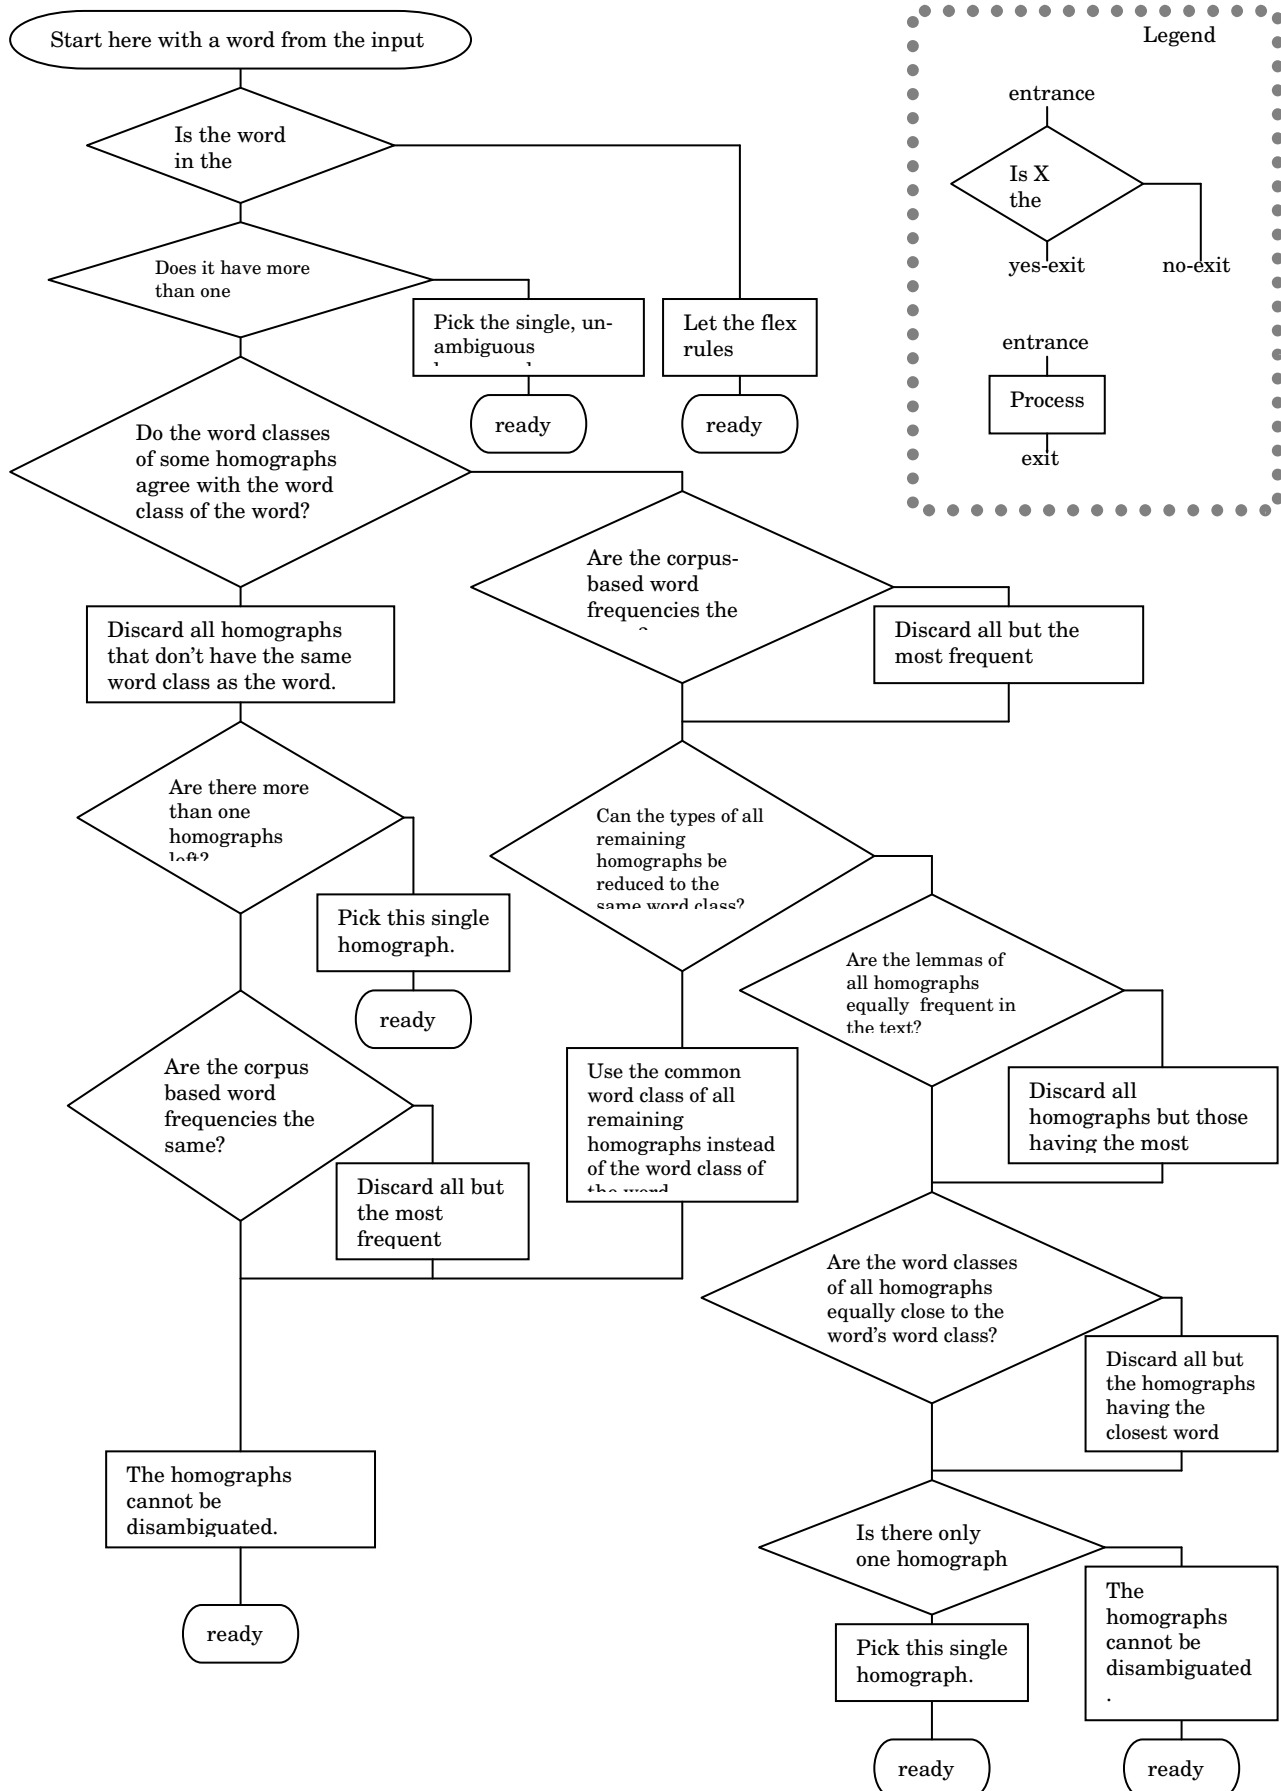 Start here with a word from the input
Is the word
in the
Does it have more
than one
Pick the single, un-
ambiguous
Let the flex
rules
ready
ready
Do the word classes
of some homographs
agree with the word
class of the word?
Are the corpus-
based word
frequencies the
Discard all but the
most frequent
Discard all homographs
that don't have the same
word class as the word.
Are there more
than one
homographs
left?
Pick this single
homograph.
ready
Can the types of all
remaining
homographs be
reduced to the
same word class?
Are the lemmas of
all homographs
equally frequent in
the text?
Discard all
homographs but those
having the most
Are the corpus
based word
frequencies the
same?
Discard all but
the most
frequent
Use the common
word class of all
remaining
homographs instead
of the word class of
the word
Are the word classes
of all homographs
equally close to the
word's word class?
Discard all but
the homographs
having the
closest word
The homographs
cannot be
disambiguated.
ready
Is there only
one homograph
Pick this single
homograph.
ready
The
homographs
cannot be
disambiguated
.
ready
Legend
entrance
Is X
the
yes-exit
no-exit
entrance
Process
exit